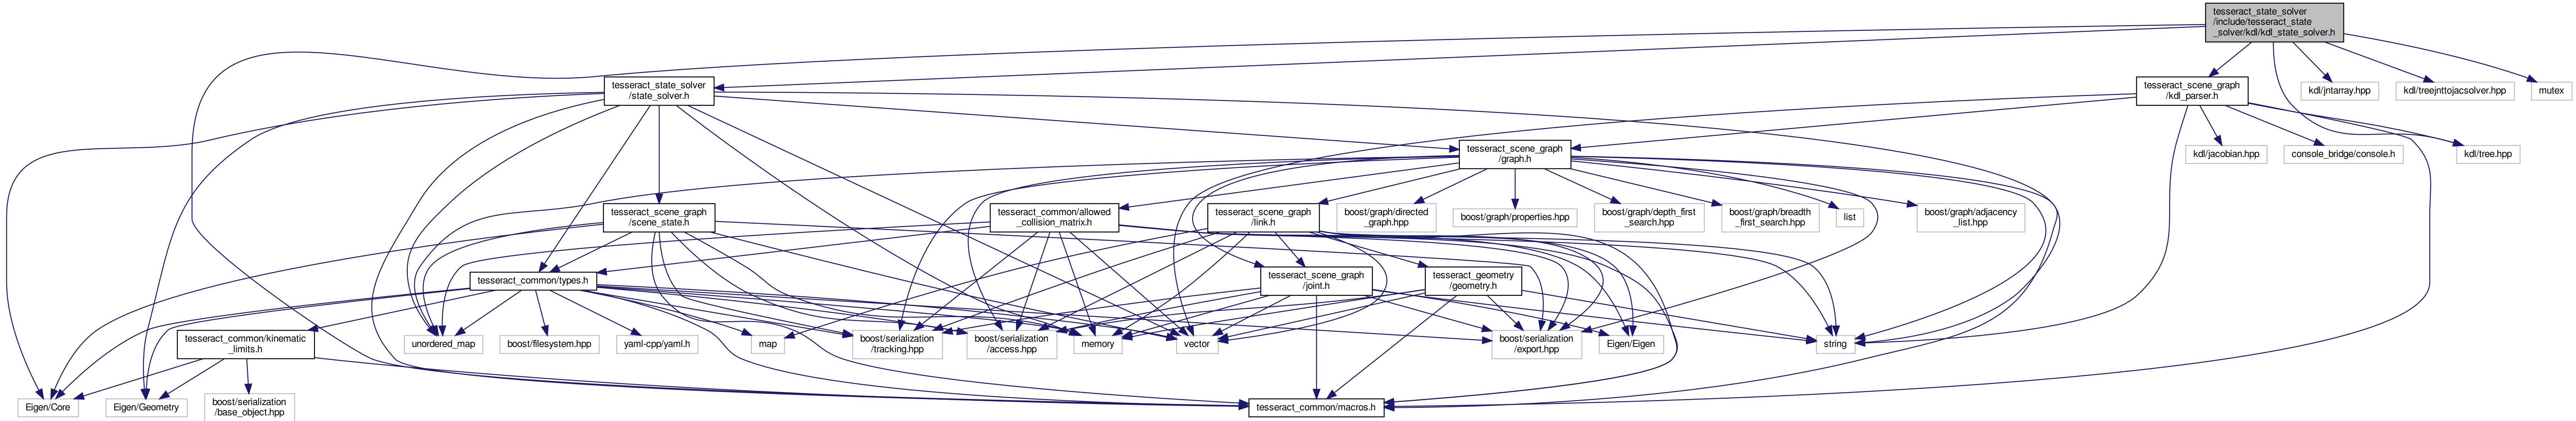 tesseract_state_solver
/include/tesseract_state
_solver/kdl/kdl_state_solver.h
tesseract_state_solver
/state_solver.h
tesseract_scene_graph
/kdl_parser.h
kdl/jntarray.hpp
kdl/treejnttojacsolver.hpp
mutex
tesseract_scene_graph
/graph.h
kdl/jacobian.hpp
console_bridge/console.h
kdl/tree.hpp
tesseract_scene_graph
/scene_state.h
tesseract_common/allowed
_collision_matrix.h
tesseract_scene_graph
/link.h
boost/graph/directed
_graph.hpp
boost/graph/properties.hpp
boost/graph/depth_first
_search.hpp
boost/graph/breadth
_first_search.hpp
list
boost/graph/adjacency
_list.hpp
tesseract_common/types.h
tesseract_scene_graph
/joint.h
tesseract_geometry
/geometry.h
tesseract_common/kinematic
_limits.h
unordered_map
boost/filesystem.hpp
yaml-cpp/yaml.h
map
boost/serialization
/tracking.hpp
boost/serialization
/access.hpp
memory
vector
boost/serialization
/export.hpp
Eigen/Eigen
string
Eigen/Core
Eigen/Geometry
boost/serialization
/base_object.hpp
tesseract_common/macros.h